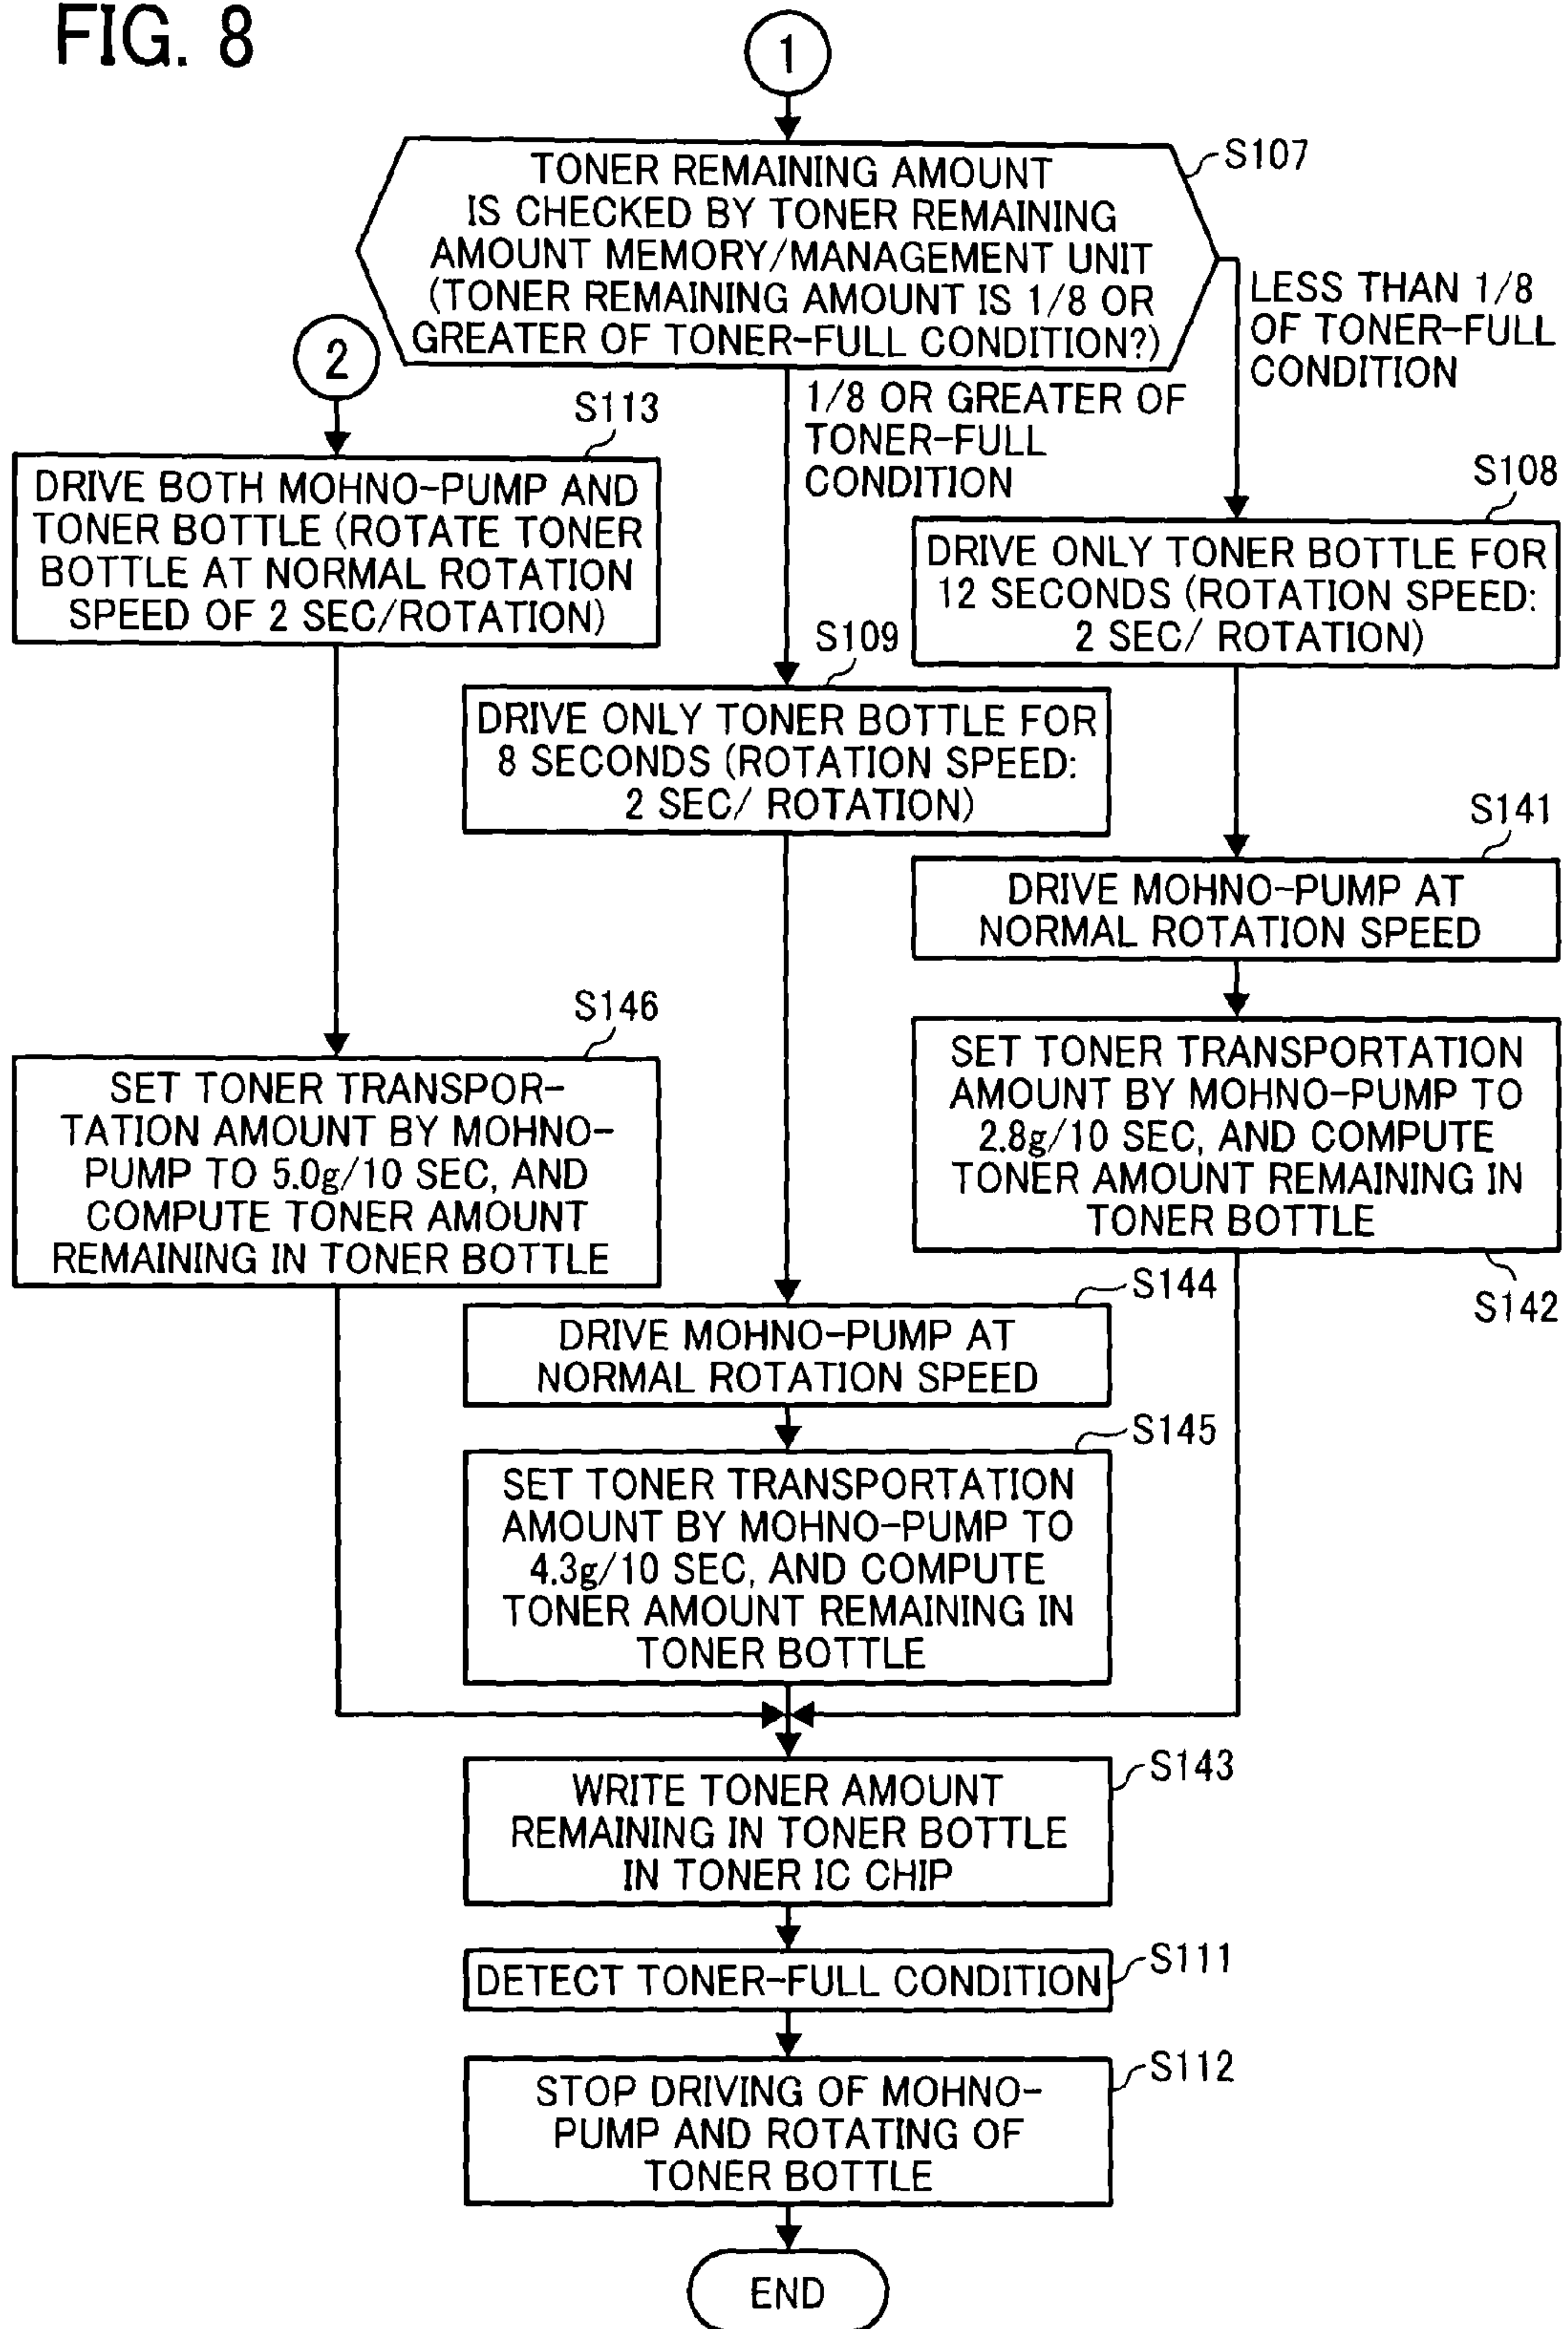 FIG. 8
1
TONER REMAINING AMOUNT
IS CHECKED BY TONER REMAINING
AMOUNT MEMORY/MANAGEMENT UNIT
(TONER REMAINING AMOUNT IS 1/8 OR
GREATER OF TONER-FULL CONDITION?)
S107
LESS THAN 1/8
OF TONER-FULL
CONDITION
1/8 OR GREATER OF
TONER-FULL
CONDITION
2
S113
DRIVE BOTH MOHNO-PUMP AND
TONER BOTTLE (ROTATE TONER
BOTTLE AT NORMAL ROTATION
SPEED OF 2 SEC/ROTATION)
S108
DRIVE ONLY TONER BOTTLE FOR
12 SECONDS (ROTATION SPEED:
2 SEC/ ROTATION)
S109
DRIVE ONLY TONER BOTTLE FOR
8 SECONDS (ROTATION SPEED:
2 SEC/ ROTATION)
S141
DRIVE MOHNO-PUMP AT
NORMAL ROTATION SPEED
S146
SET TONER TRANSPOR-
TATION AMOUNT BY MOHNO-
PUMP TO 5.0g/10 SEC, AND
COMPUTE TONER AMOUNT
REMAINING IN TONER BOTTLE
SET TONER TRANSPORTATION
AMOUNT BY MOHNO-PUMP TO
2.8g/10 SEC, AND COMPUTE
TONER AMOUNT REMAINING IN
TONER BOTTLE
S142
S144
DRIVE MOHNO-PUMP AT
NORMAL ROTATION SPEED
S145
SET TONER TRANSPORTATION
AMOUNT BY MOHNO-PUMP TO
4.3g/10 SEC, AND COMPUTE
TONER AMOUNT REMAINING IN
TONER BOTTLE
S143
WRITE TONER AMOUNT
REMAINING IN TONER BOTTLE
IN TONER IC CHIP
S111
DETECT TONER-FULL CONDITION
S112
STOP DRIVING OF MOHNO-
PUMP AND ROTATING OF
TONER BOTTLE
END